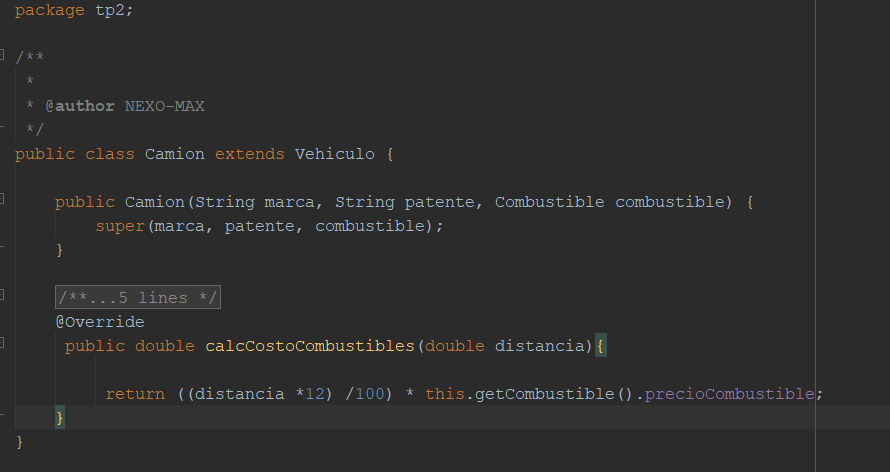 package tp2;
/**
*
* @author NEXO-MAX
*/
public class Camion extends Vehiculo {
public Camion(String marca, String patente, Combustible combustible) {
super(marca, patente, combustible);
}
/**...5 lines */
@Override
public double calcCostoCombustibles(double distancia){
return ((distancia *12) /100) * this.getCombustible().precioCombustible;
}
}